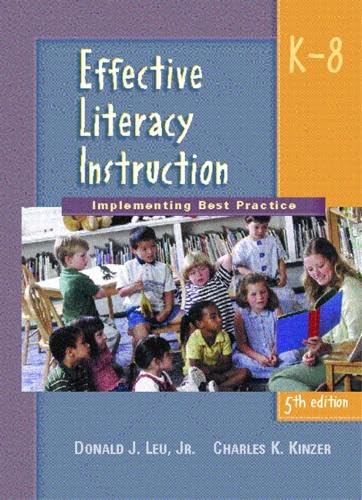 K–8
Effective
Literacy
Instruction
Implementing Best Practice
5th edition
DONALD J. LEU, JR. CHARLES K. KINZER